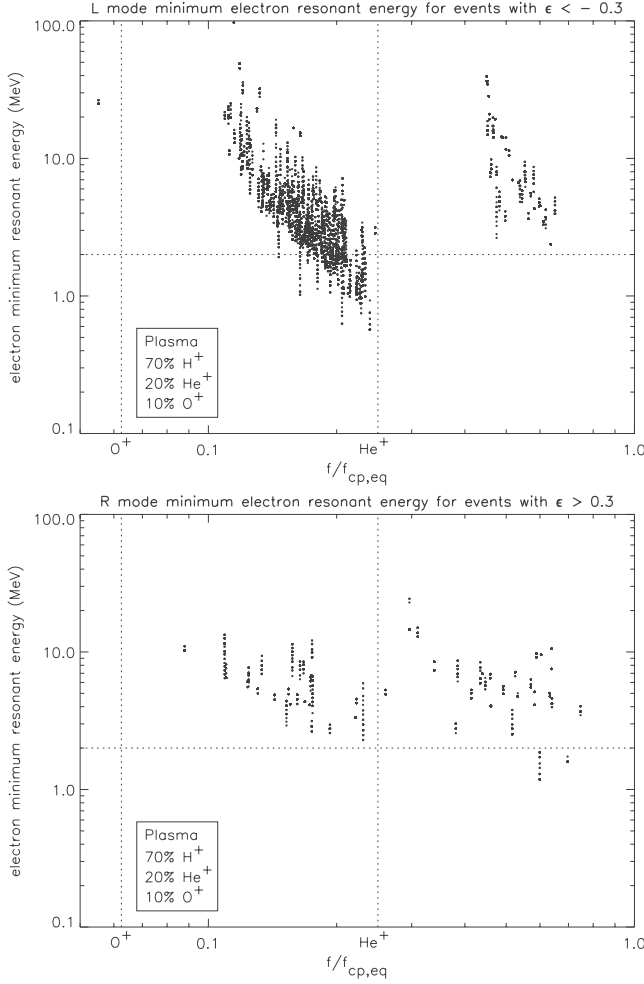 L mode minimum electron resonant energy for events with ϵ < − 0.3
100.0
10.0
1.0
0.1
electron minimum resonant energy (MeV)
Plasma
70% H⁺
20% He⁺
10% O⁺
O⁺
0.1
He⁺
1.0
f/f_cp,eq
R mode minimum electron resonant energy for events with ϵ > 0.3
100.0
10.0
1.0
0.1
electron minimum resonant energy (MeV)
Plasma
70% H⁺
20% He⁺
10% O⁺
O⁺
0.1
He⁺
1.0
f/f_cp,eq